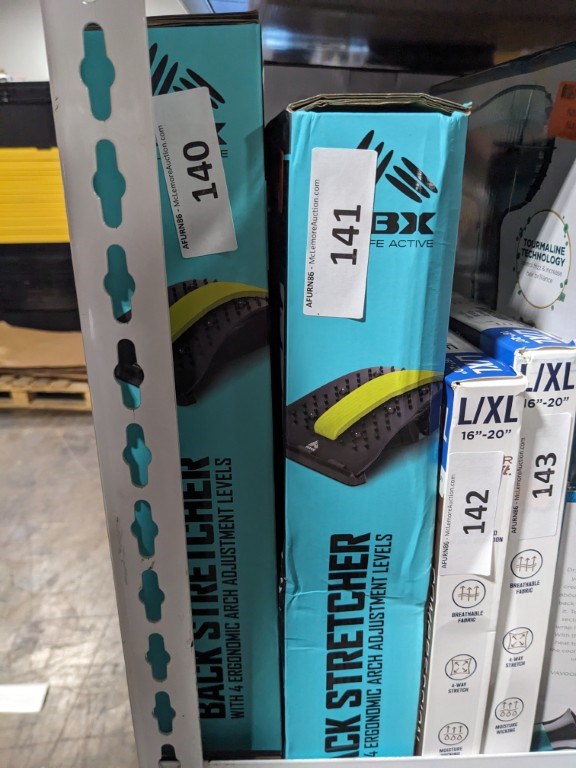 140
AFURN86 - McLemoreAuction.com
X
E
BACK STRETCHER
WITH 4 ERGONOMIC ARCH ADJUSTMENT LEVELS
141
AFURN86 - McLemoreAuction.com
BX
FE ACTIVE
ACK STRETCHER
4 ERGONOMIC ARCH ADJUSTMENT LEVELS
L/XL
16"-20"
142
AFURN86 - McLemoreAuction.com
BREATHABLE
FABRIC
4-WAY
STRETCH
MOISTURE
L/XL
16"-20"
143
AFURN86 - McLemoreAuction.com
BREATHABLE
FABRIC
4-WAY
STRETCH
MOISTURE
WICKING
TOURMALINE
TECHNOLOGY